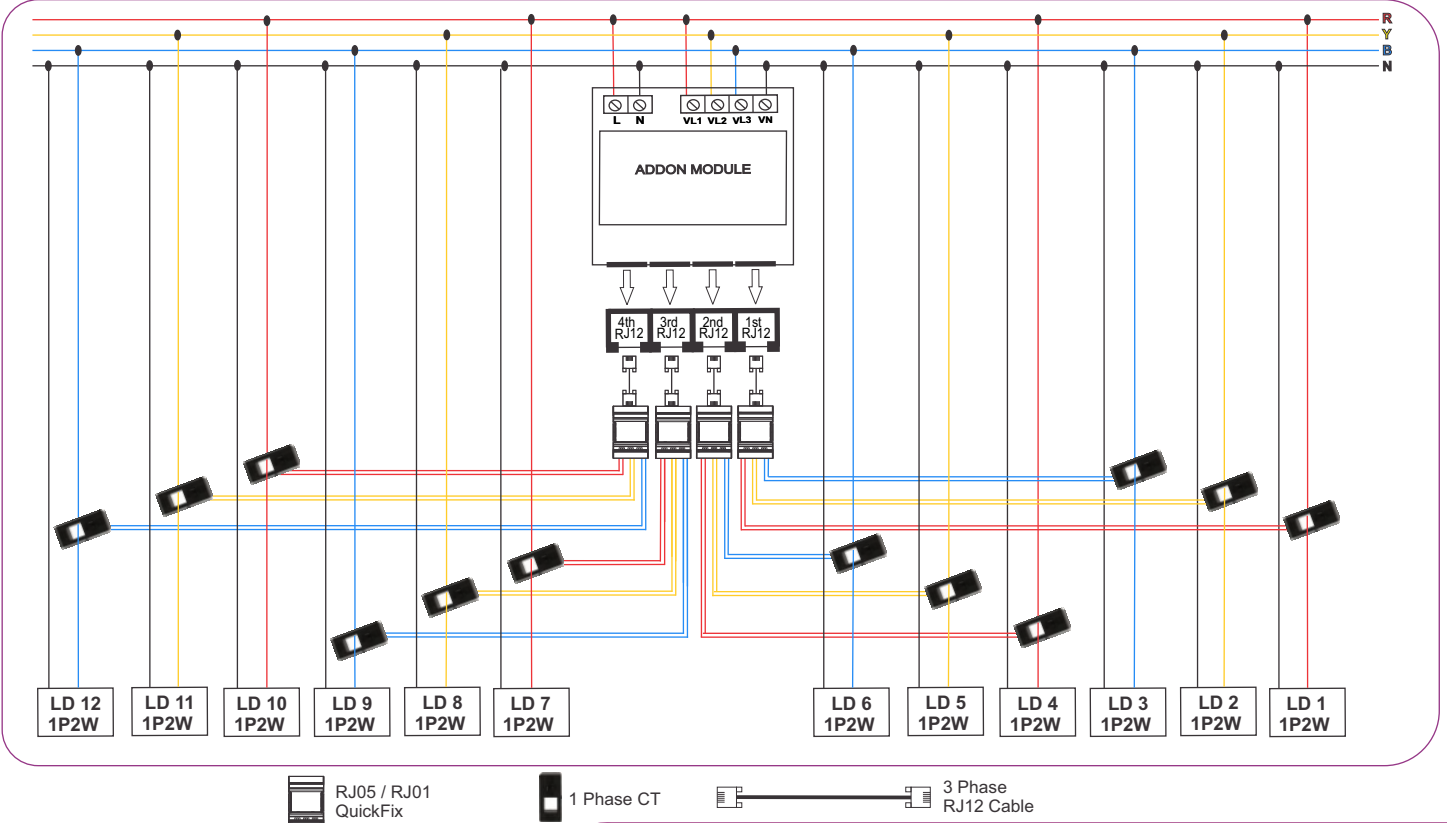 R
Y
B
N
L N VL1 VL2 VL3 VN
ADDON MODULE
4th
RJ12
3rd
RJ12
2nd
RJ12
1st
RJ12
LD 12
1P2W
LD 11
1P2W
LD 10
1P2W
LD 9
1P2W
LD 8
1P2W
LD 7
1P2W
LD 6
1P2W
LD 5
1P2W
LD 4
1P2W
LD 3
1P2W
LD 2
1P2W
LD 1
1P2W
RJ05 / RJ01
QuickFix
1 Phase CT
3 Phase
RJ12 Cable